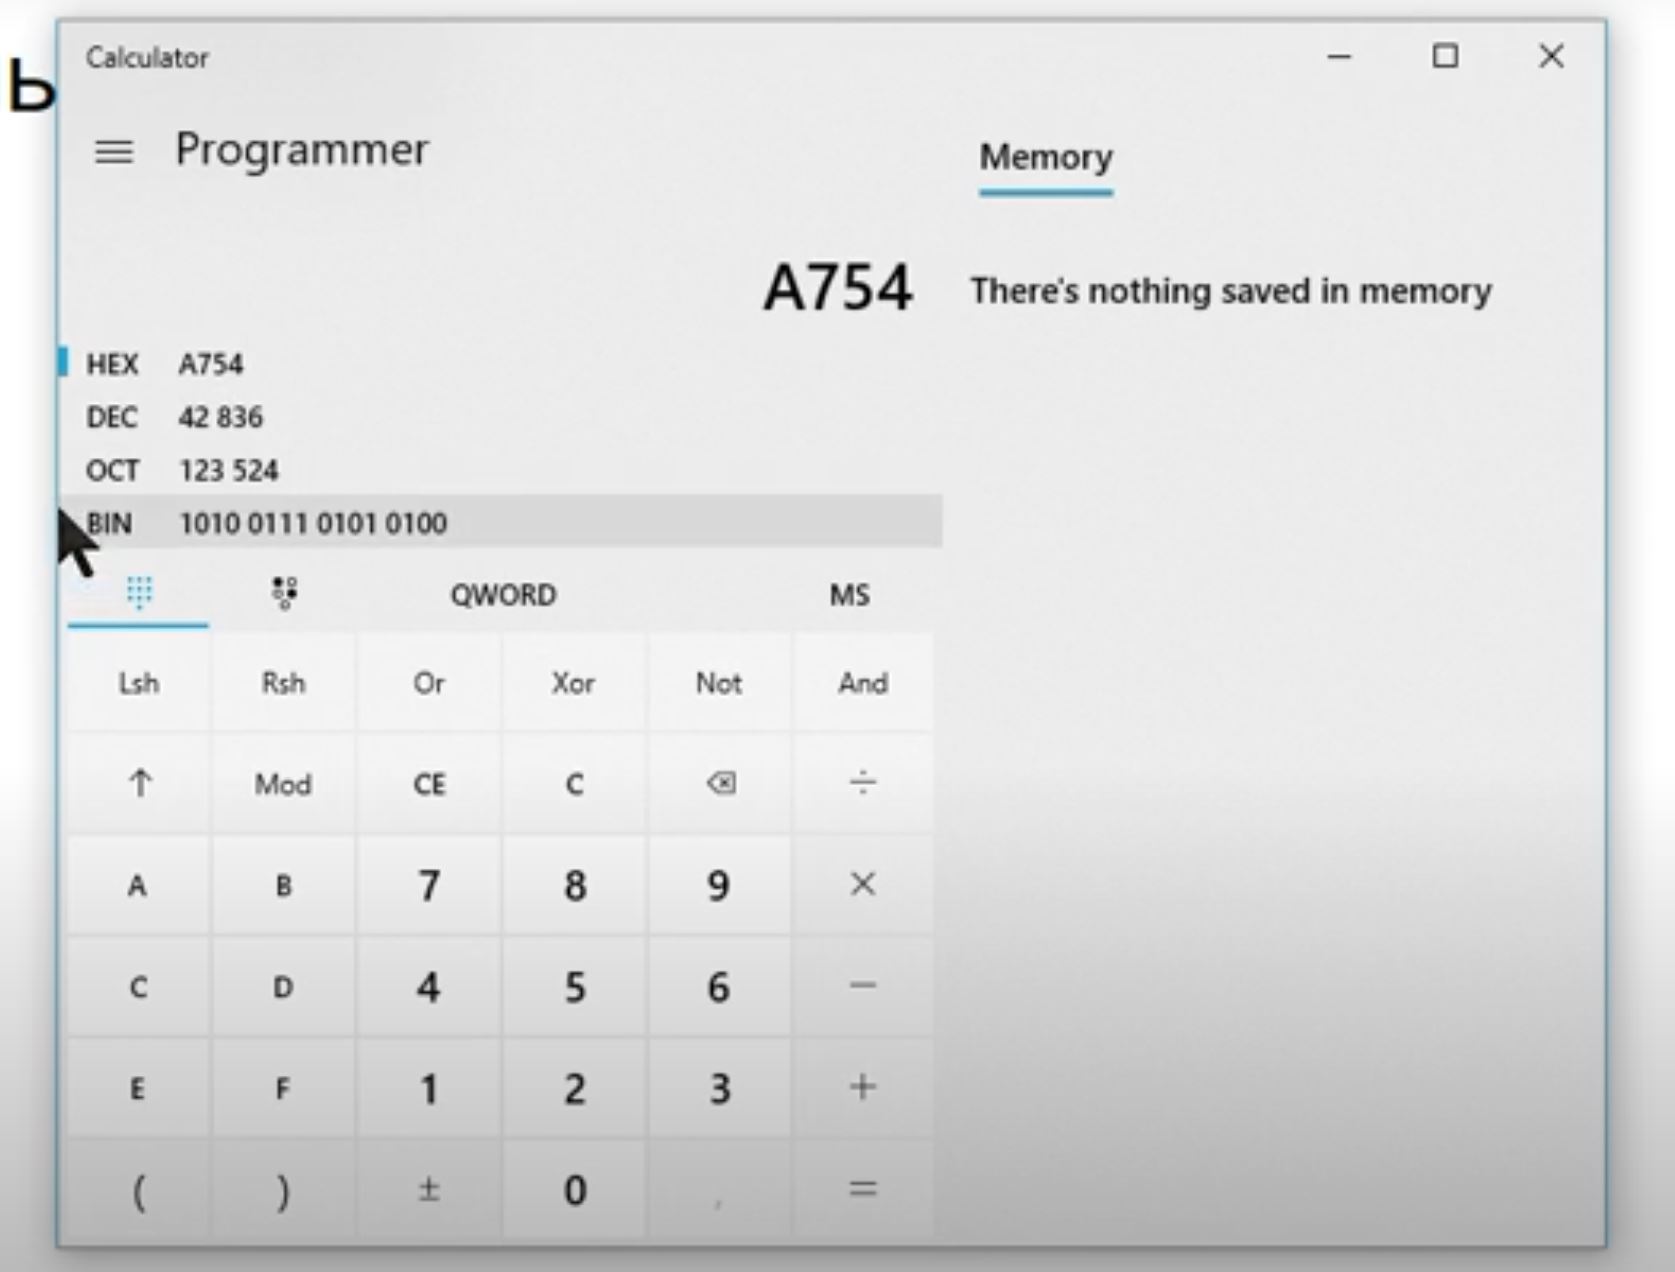 ь
Calculator
Programmer
Memory
A754
There's nothing saved in memory
HEX A754
DEC 42 836
OCT 123 524
BIN 1010 0111 0101 0100
QWORD MS
Lsh Rsh Or Xor Not And
↑ Mod CE C ÷
A B 7 8 9 ×
C D 4 5 6 −
E F 1 2 3 +
( ) ± 0 , =